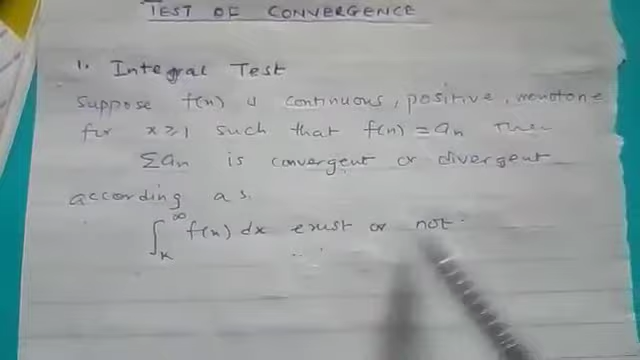 TEST OF CONVERGENCE
1. Integral Test
Suppose f(x) is continuous, positive, monotone
for x≥1 such that f(n) = aₙ Then
Σaₙ is convergent or divergent
according as
∫ₖ^∞ f(x) dx exist or not.